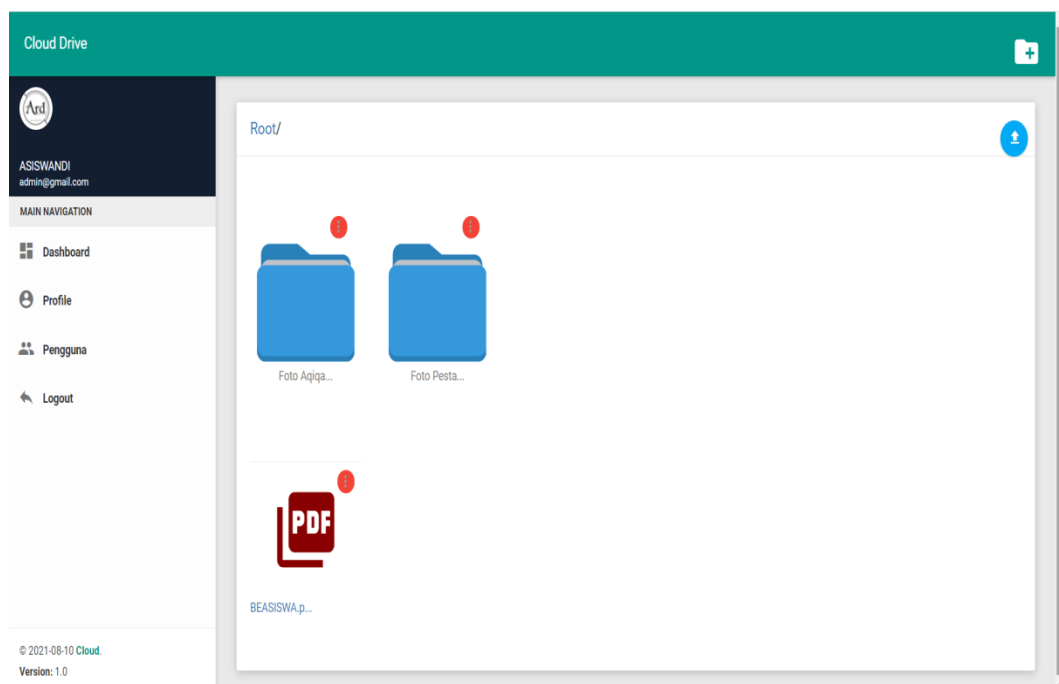 Cloud Drive
Ard
ASISWANDI
admin@gmail.com
MAIN NAVIGATION
Dashboard
Profile
Pengguna
Logout
© 2021-08-10 Cloud.
Version: 1.0
Root/
Foto Aqiqa...
Foto Pesta...
PDF
BEASISWA.p...